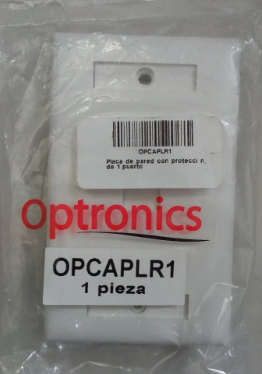 OPCAPLR1
Placa de pared con protecci n,
de 1 puerto
Optronics
OPCAPLR1
1 pieza